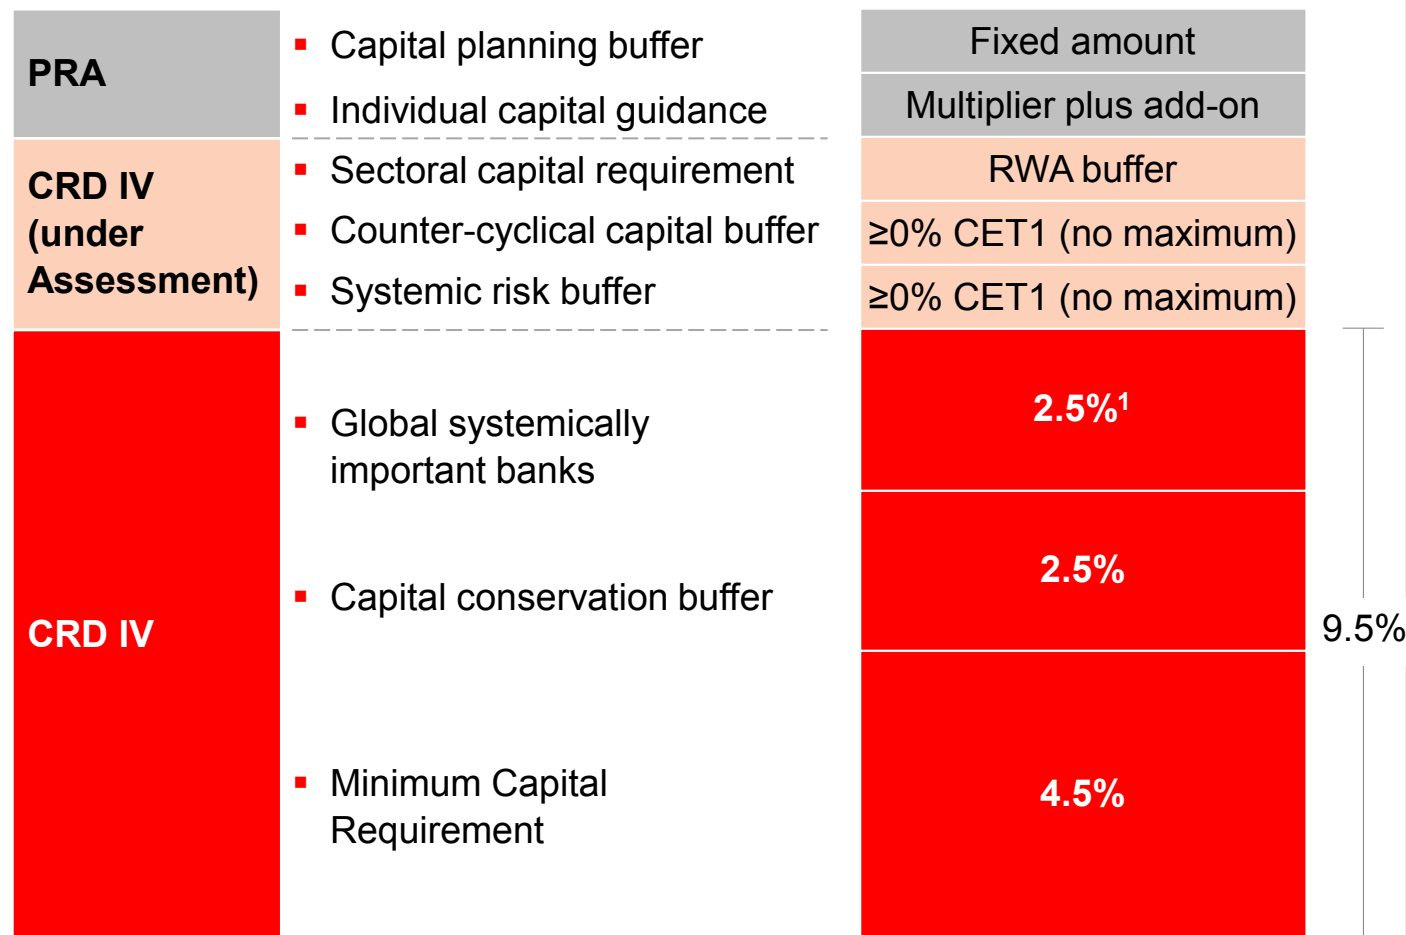 PRA
▪ Capital planning buffer
Fixed amount
▪ Individual capital guidance
Multiplier plus add-on
CRD IV
(under
Assessment)
▪ Sectoral capital requirement
RWA buffer
▪ Counter-cyclical capital buffer
≥0% CET1 (no maximum)
▪ Systemic risk buffer
≥0% CET1 (no maximum)
CRD IV
▪ Global systemically
important banks
2.5%¹
▪ Capital conservation buffer
2.5%
▪ Minimum Capital
Requirement
4.5%
9.5%